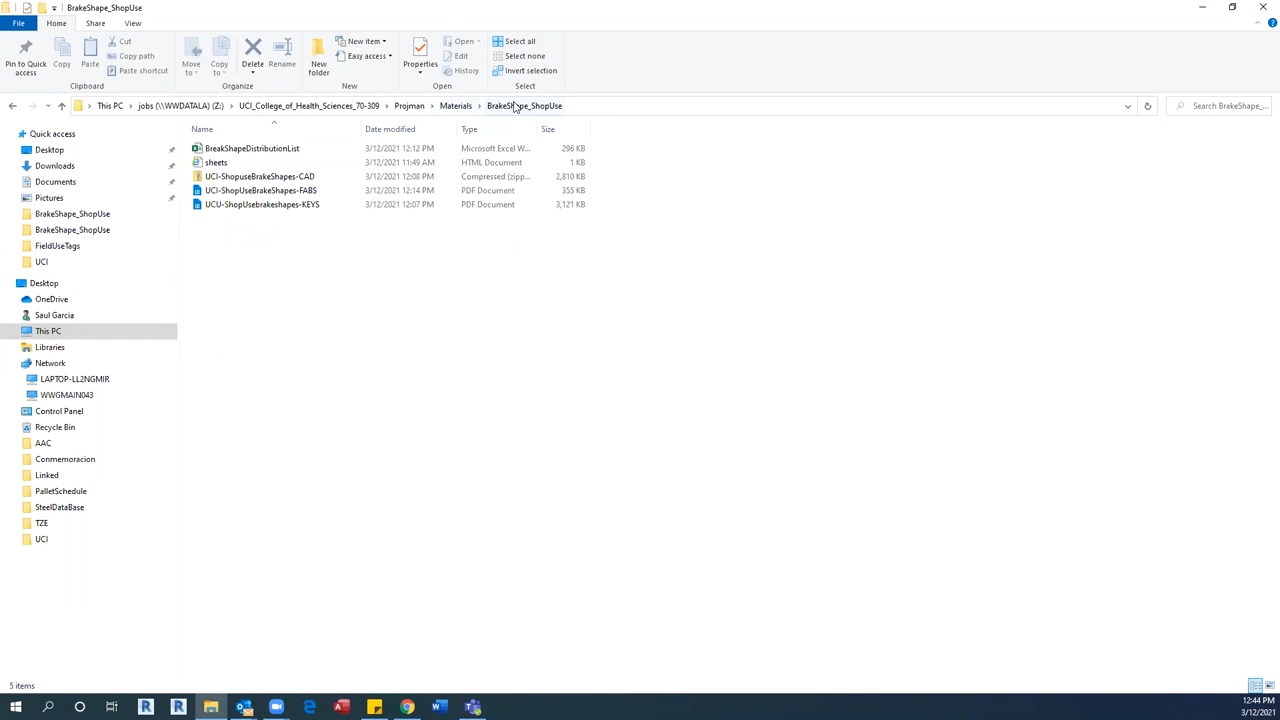 BrakeShape_ShopUse
File Home Share View
Pin to Quick access
Copy
Paste
Cut
Copy path
Paste shortcut
Clipboard
Move to
Copy to
Delete
Rename
Organize
New folder
New item
Easy access
New
Properties
Open
Edit
History
Open
Select all
Select none
Invert selection
Select
This PC › jobs (\\WWDATALA) (Z:) › UCI_College_of_Health_Sciences_70-309 › Projman › Materials › BrakeShape_ShopUse
Search BrakeShape_...
Name Date modified Type Size
BreakShapeDistributionList 3/12/2021 12:12 PM Microsoft Excel W... 296 KB
sheets 3/12/2021 11:49 AM HTML Document 1 KB
UCI-ShopuseBrakeShapes-CAD 3/12/2021 12:08 PM Compressed (zipp... 2,810 KB
UCI-ShopUseBrakeShapes-FABS 3/12/2021 12:14 PM PDF Document 355 KB
UCU-ShopUsebrakeshapes-KEYS 3/12/2021 12:07 PM PDF Document 3,121 KB
Quick access
Desktop
Downloads
Documents
Pictures
BrakeShape_ShopUse
BrakeShape_ShopUse
FieldUseTags
UCI
Desktop
OneDrive
Saul Garcia
This PC
Libraries
Network
LAPTOP-LL2NGMIR
WWGMAIN043
Control Panel
Recycle Bin
AAC
Conmemoracion
Linked
PalletSchedule
SteelDataBase
TZE
UCI
5 items
12:44 PM
3/12/2021